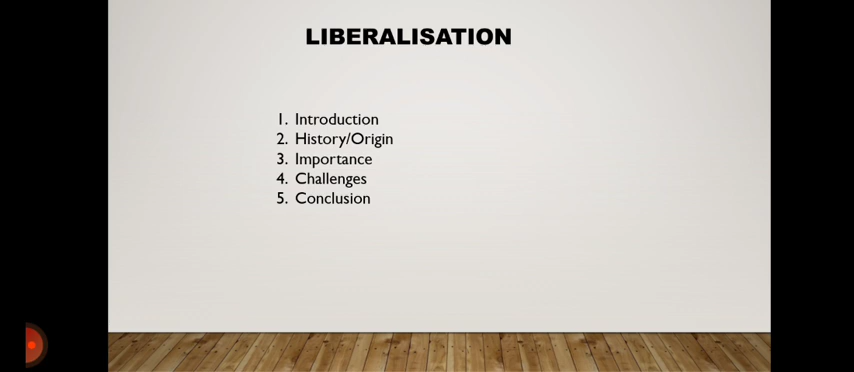 LIBERALISATION
1. Introduction
2. History/Origin
3. Importance
4. Challenges
5. Conclusion